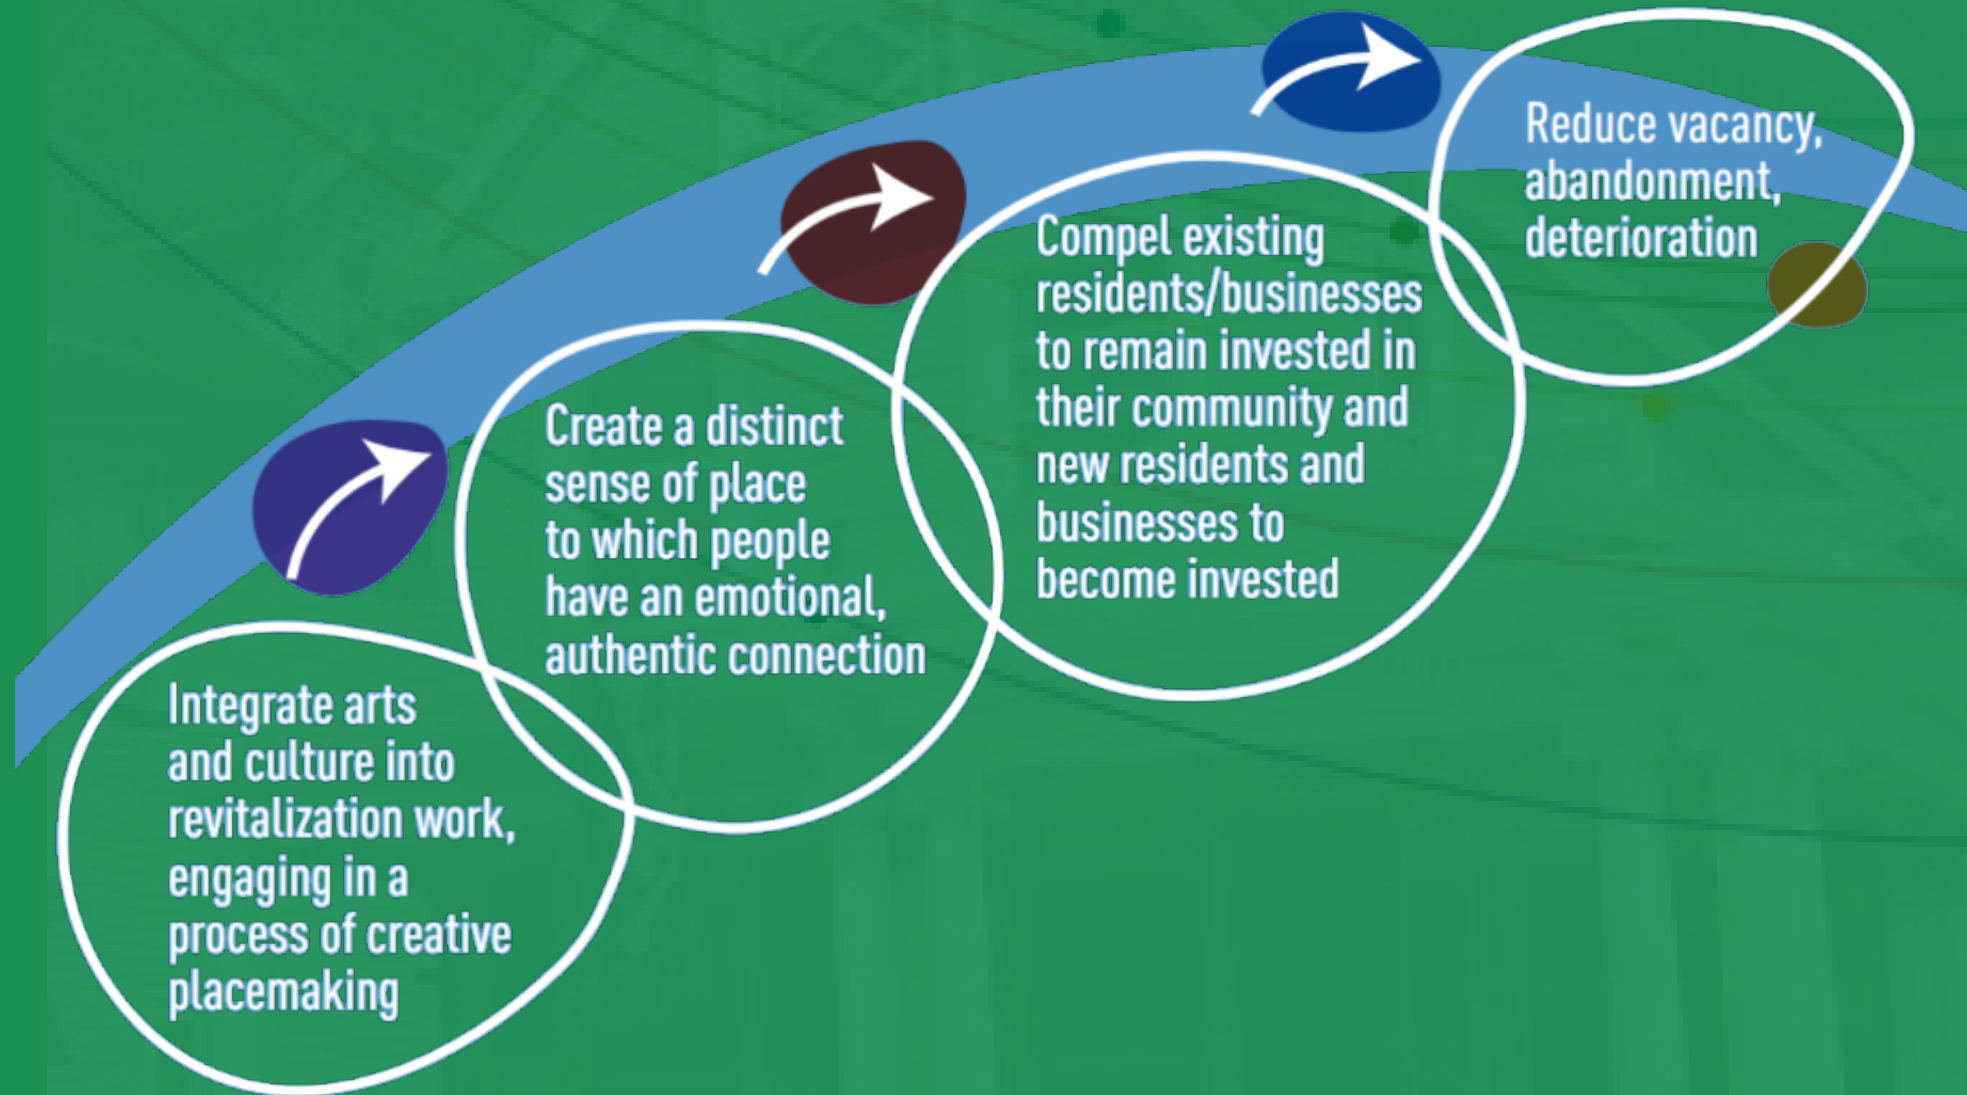 Integrate arts
and culture into
revitalization work,
engaging in a
process of creative
placemaking
Create a distinct
sense of place
to which people
have an emotional,
authentic connection
Compel existing
residents/businesses
to remain invested in
their community and
new residents and
businesses to
become invested
Reduce vacancy,
abandonment,
deterioration